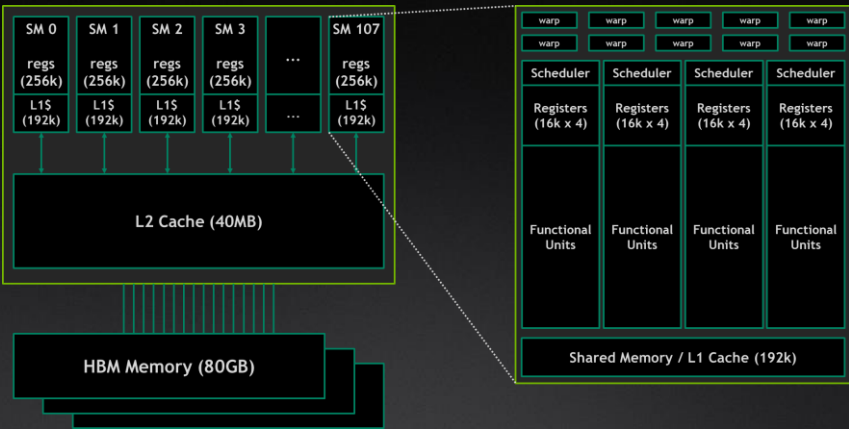 SM 0
regs
(256k)
L1$
(192k)
SM 1
regs
(256k)
L1$
(192k)
SM 2
regs
(256k)
L1$
(192k)
SM 3
regs
(256k)
L1$
(192k)
...
...
SM 107
regs
(256k)
L1$
(192k)
L2 Cache (40MB)
HBM Memory (80GB)
warp warp warp warp warp
warp warp warp warp warp
Scheduler
Registers
(16k x 4)
Functional
Units
Scheduler
Registers
(16k x 4)
Functional
Units
Scheduler
Registers
(16k x 4)
Functional
Units
Scheduler
Registers
(16k x 4)
Functional
Units
Shared Memory / L1 Cache (192k)